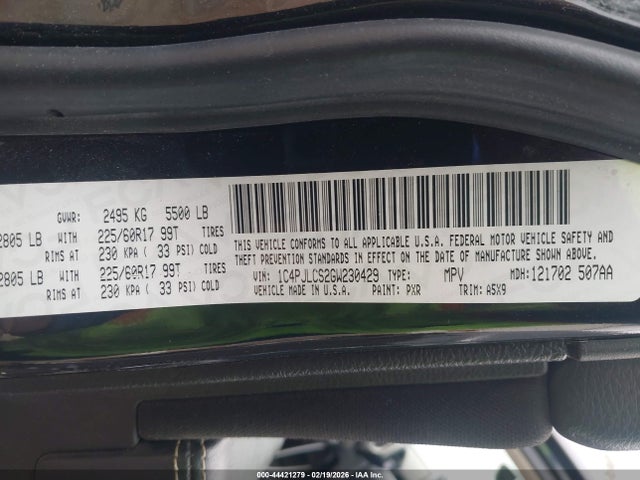 GVWR: 2495 KG 5500 LB
2805 LB WITH 225/60R17 99T TIRES
RIMS AT 230 KPA ( 33 PSI) COLD
2805 LB WITH 225/60R17 99T TIRES
RIMS AT 230 KPA ( 33 PSI) COLD
THIS VEHICLE CONFORMS TO ALL APPLICABLE U.S.A. FEDERAL MOTOR VEHICLE SAFETY AND
THEFT PREVENTION STANDARDS IN EFFECT ON THE DATE OF MANUFACTURE SHOWN ABOVE.
VIN: 1C4PJLCS2GW230429 TYPE: MPV MDH: 121702 507AA
VEHICLE MADE IN U.S.A. PAINT: PXR TRIM: A5X9
000-44421279 - 02/19/2026 - IAA Inc.